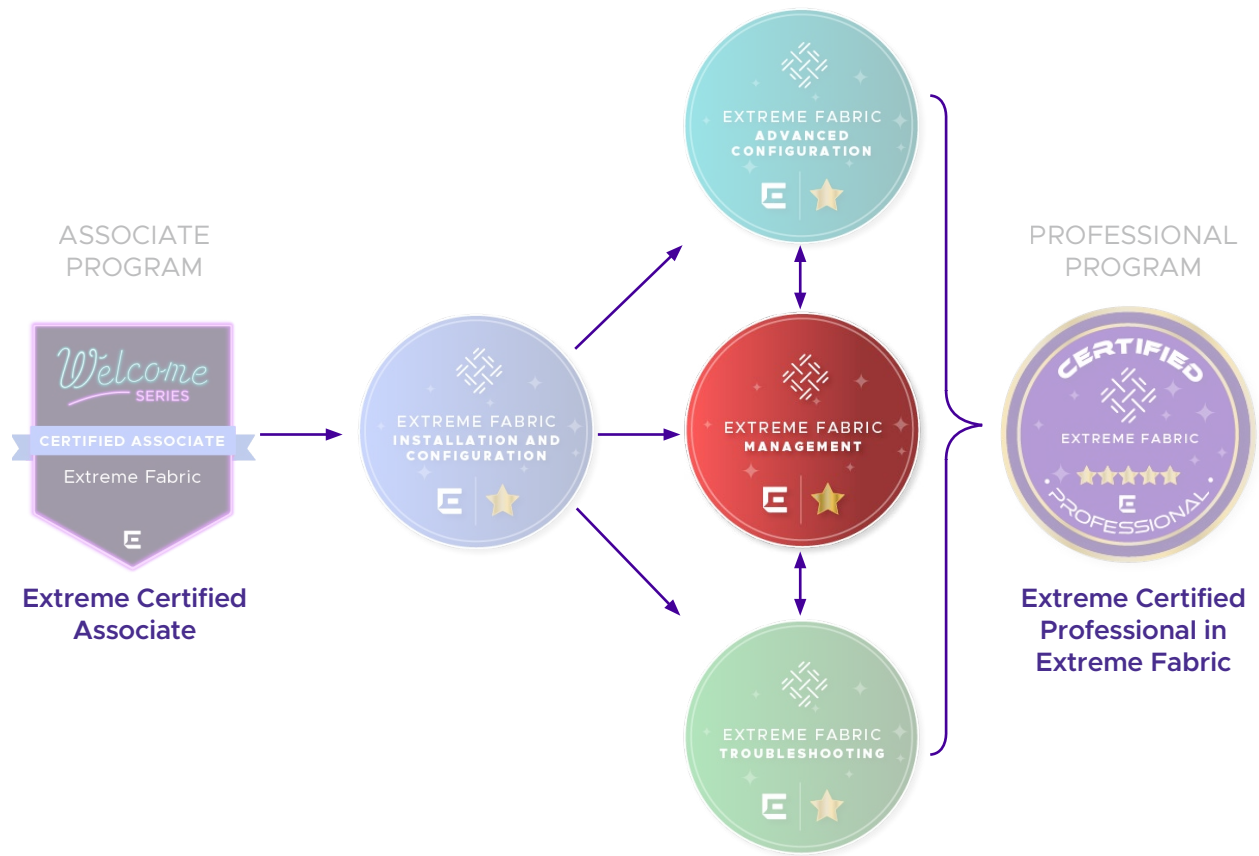 ASSOCIATE
PROGRAM
Welcome
SERIES
CERTIFIED ASSOCIATE
Extreme Fabric
Extreme Certified
Associate
EXTREME FABRIC
INSTALLATION AND
CONFIGURATION
EXTREME FABRIC
ADVANCED
CONFIGURATION
EXTREME FABRIC
MANAGEMENT
EXTREME FABRIC
TROUBLESHOOTING
PROFESSIONAL
PROGRAM
CERTIFIED
EXTREME FABRIC
PROFESSIONAL
Extreme Certified
Professional in
Extreme Fabric